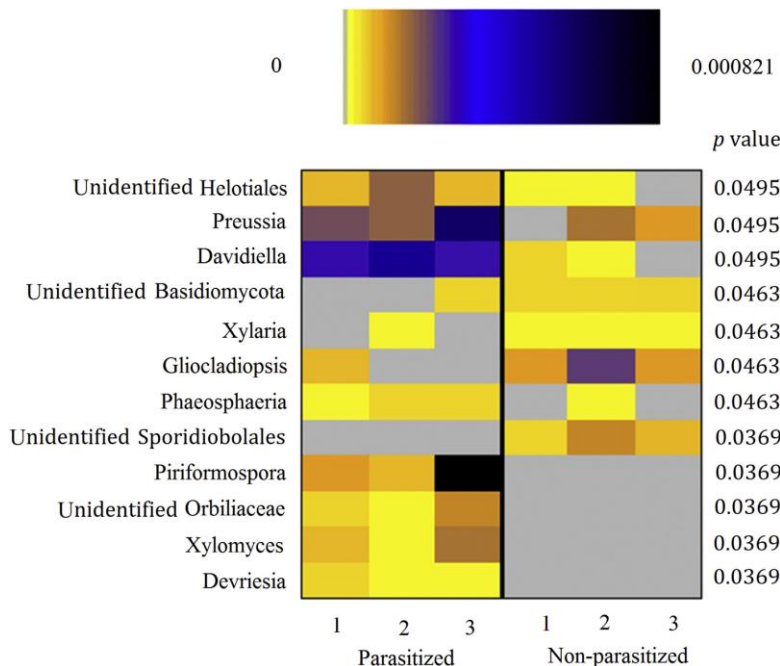 0 0.000821
p value
Unidentified Helotiales 0.0495
Preussia 0.0495
Davidiella 0.0495
Unidentified Basidiomycota 0.0463
Xylaria 0.0463
Gliocladiopsis 0.0463
Phaeosphaeria 0.0463
Unidentified Sporidiobolales 0.0369
Piriformospora 0.0369
Unidentified Orbiliaceae 0.0369
Xylomyces 0.0369
Devriesia 0.0369
1 2 3 1 2 3
Parasitized Non-parasitized